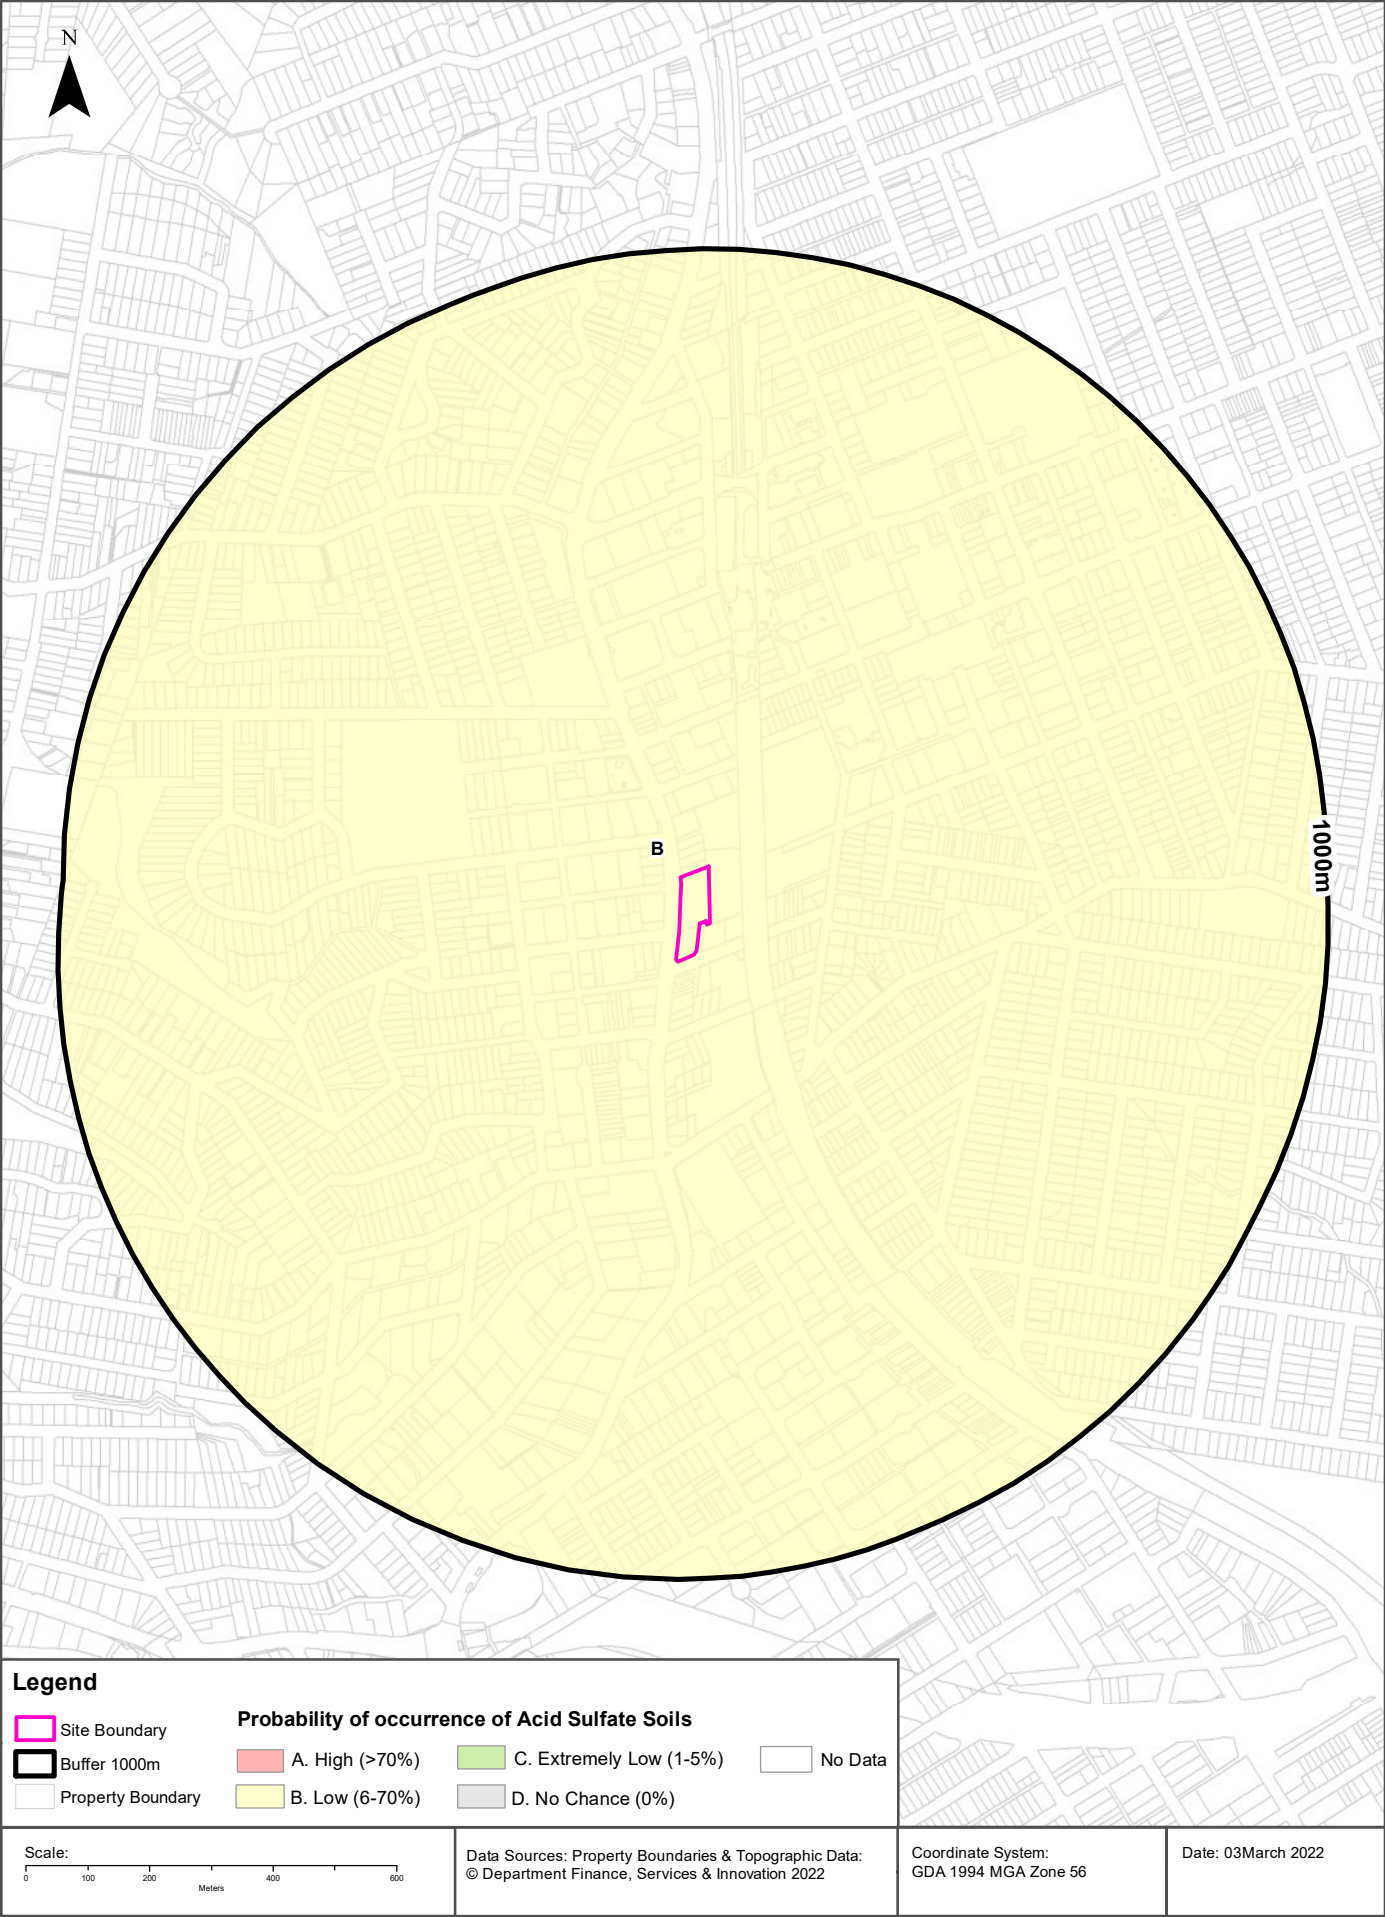 N
B
1000m
Legend
Site Boundary
Buffer 1000m
Property Boundary
Probability of occurrence of Acid Sulfate Soils
A. High (>70%)
C. Extremely Low (1-5%)
No Data
B. Low (6-70%)
D. No Chance (0%)
Scale:
0 100 200 400 600
Meters
Data Sources: Property Boundaries & Topographic Data:
© Department Finance, Services & Innovation 2022
Coordinate System:
GDA 1994 MGA Zone 56
Date: 03March 2022